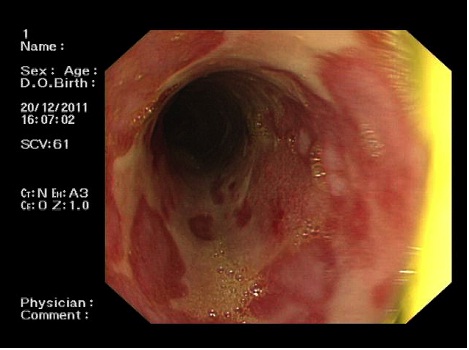 1
Name:
Sex: Age:
D.O.Birth:
20/12/2011
16:07:02
SCV:61
Ct:N Eh:A3
Ce:0 Z:1.0
Physician:
Comment: